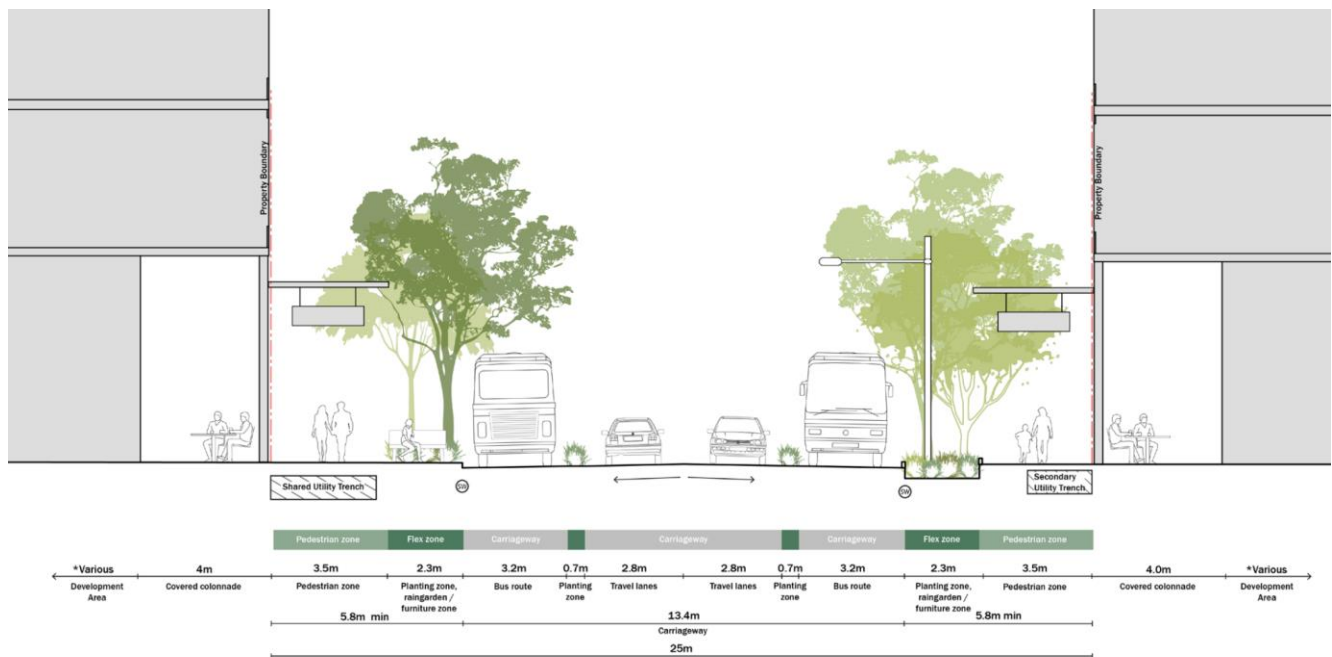 Property Boundary
Property Boundary
Shared Utility Trench
SW
SW
Secondary
Utility Trench
Pedestrian zone
Flex zone
Carriageway
Carriageway
Carriageway
Flex zone
Pedestrian zone
*Various
4m
3.5m
2.3m
3.2m
0.7m
2.8m
2.8m
0.7m
3.2m
2.3m
3.5m
4.0m
*Various
Development
Area
Covered colonnade
Pedestrian zone
Planting zone,
raingarden /
furniture zone
Bus route
Planting
zone
Travel lanes
Travel lanes
Planting
zone
Bus route
Planting zone,
raingarden /
furniture zone
Pedestrian zone
Covered colonnade
Development
Area
5.8m min
13.4m
5.8m min
Carriageway
25m